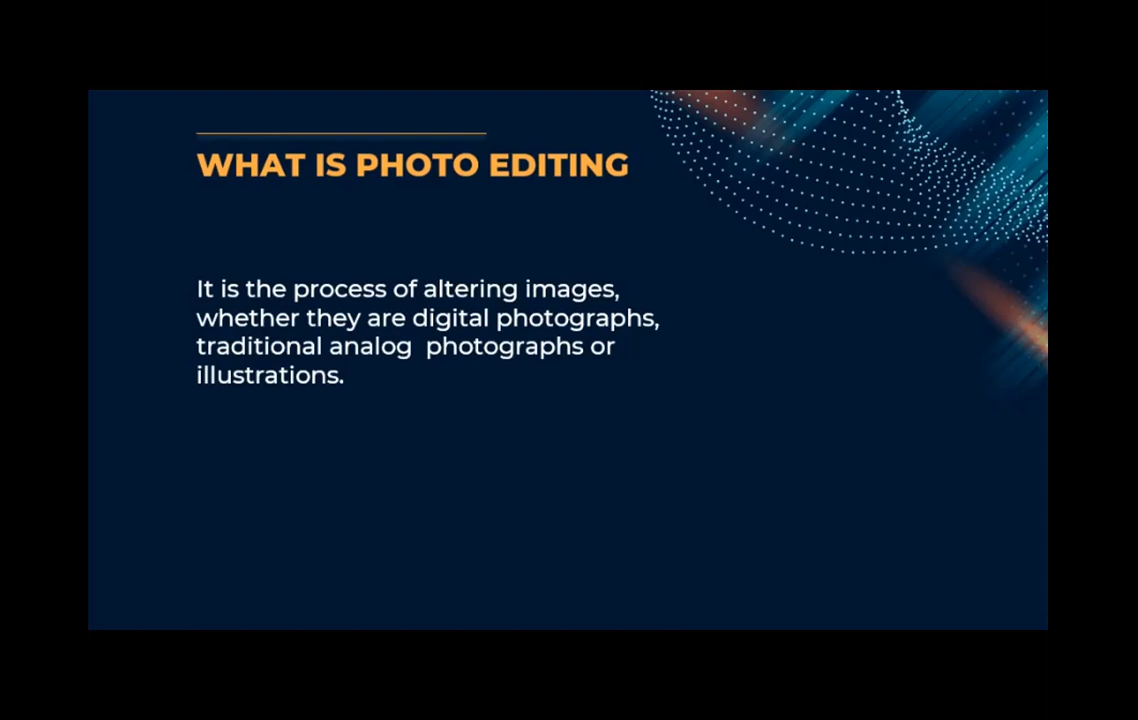 WHAT IS PHOTO EDITING
It is the process of altering images,
whether they are digital photographs,
traditional analog  photographs or
illustrations.